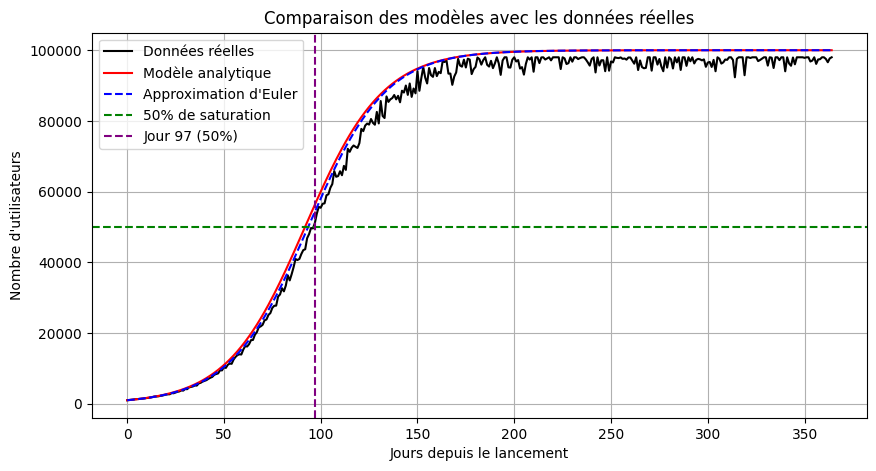 Comparaison des modèles avec les données réelles
Données réelles
Modèle analytique
Approximation d'Euler
50% de saturation
Jour 97 (50%)
Nombre d'utilisateurs
100000
80000
60000
40000
20000
0
0 50 100 150 200 250 300 350
Jours depuis le lancement